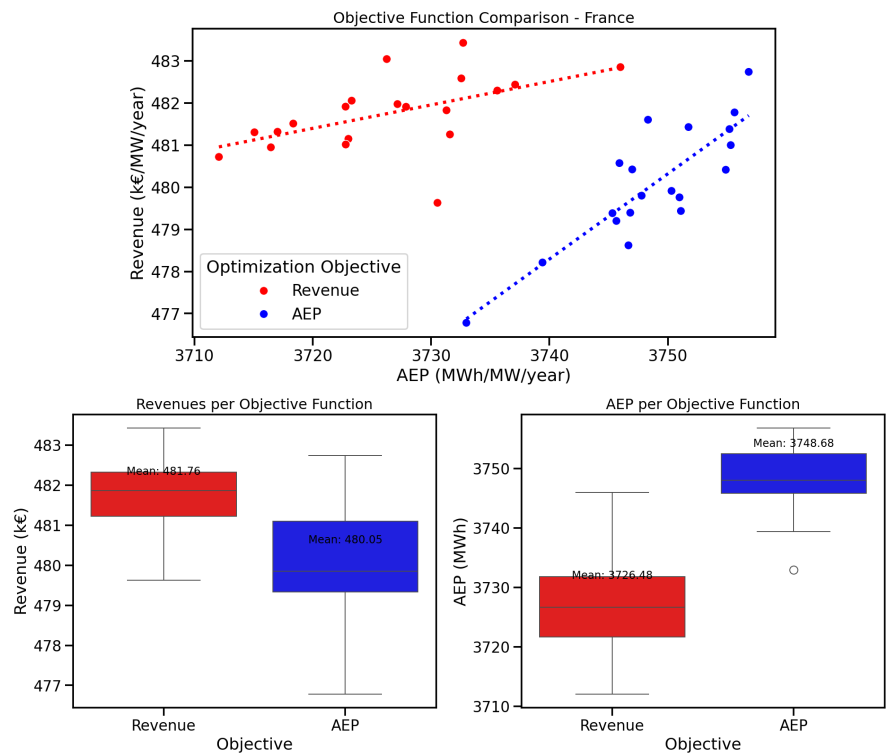 Objective Function Comparison - France
483
482
481
480
479
478
477
Revenue (k€/MW/year)
Optimization Objective
Revenue
AEP
3710
3720
3730
3740
3750
AEP (MWh/MW/year)
Revenues per Objective Function
483
482
481
480
479
478
477
Revenue (k€)
Mean: 481.76
Mean: 480.05
Revenue
AEP
Objective
AEP per Objective Function
3750
3740
3730
3720
3710
AEP (MWh)
Mean: 3726.48
Mean: 3748.68
Revenue
AEP
Objective